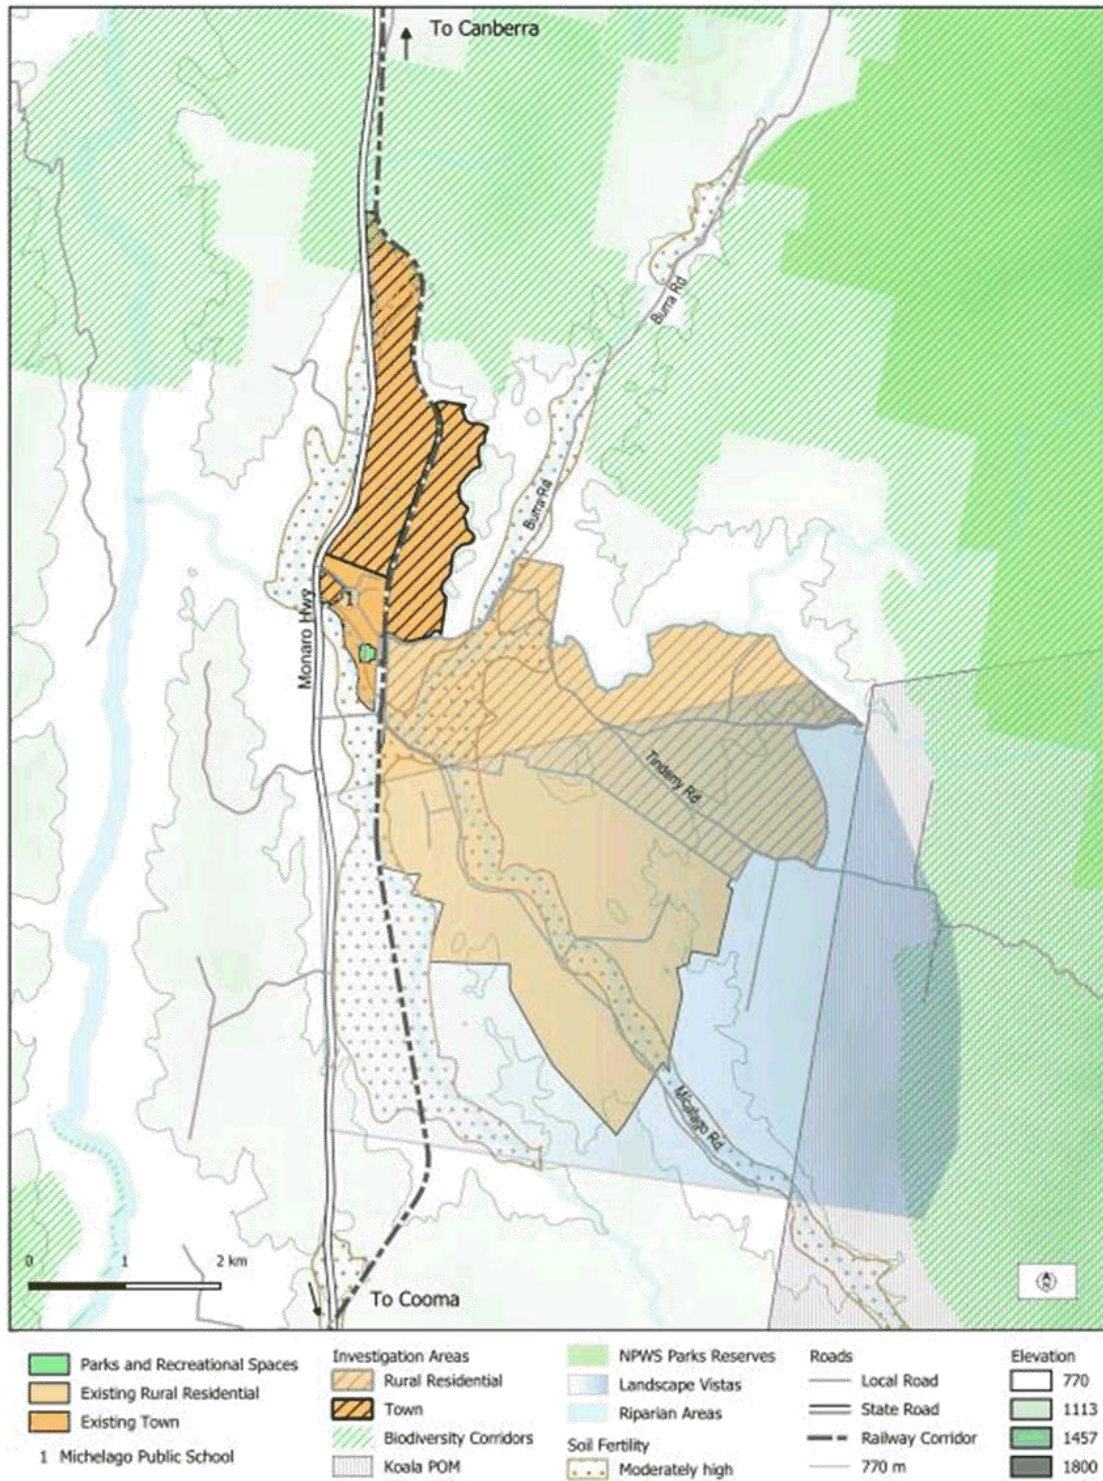 To Canberra
Burra Rd
Burra Rd
1
Monaro Hwy
Tinderry Rd
Micalago Rd
0 1 2 km
To Cooma
N
Parks and Recreational Spaces
Existing Rural Residential
Existing Town
1 Michelago Public School
Investigation Areas
Rural Residential
Town
Biodiversity Corridors
Koala POM
NPWS Parks Reserves
Landscape Vistas
Riparian Areas
Soil Fertility
Moderately high
Roads
Local Road
State Road
Railway Corridor
770 m
Elevation
770
1113
1457
1800